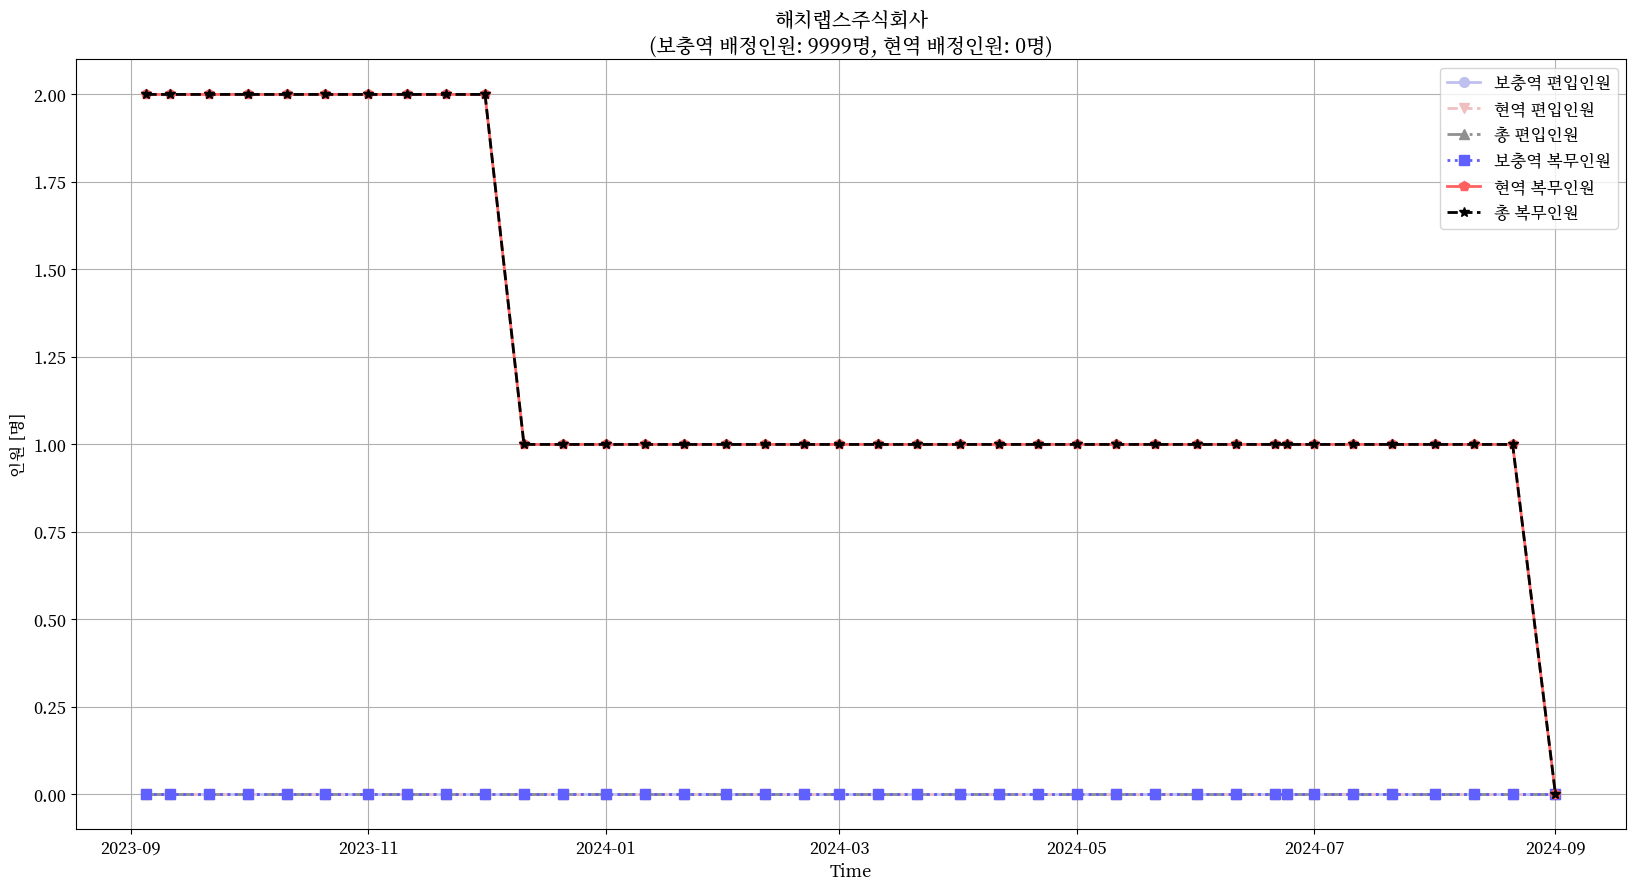 해치랩스주식회사
(보충역 배정인원: 9999명, 현역 배정인원: 0명)
보충역 편입인원
현역 편입인원
총 편입인원
보충역 복무인원
현역 복무인원
총 복무인원
2.00
1.75
1.50
1.25
1.00
0.75
0.50
0.25
0.00
인원 [명]
2023-09 2023-11 2024-01 2024-03 2024-05 2024-07 2024-09
Time